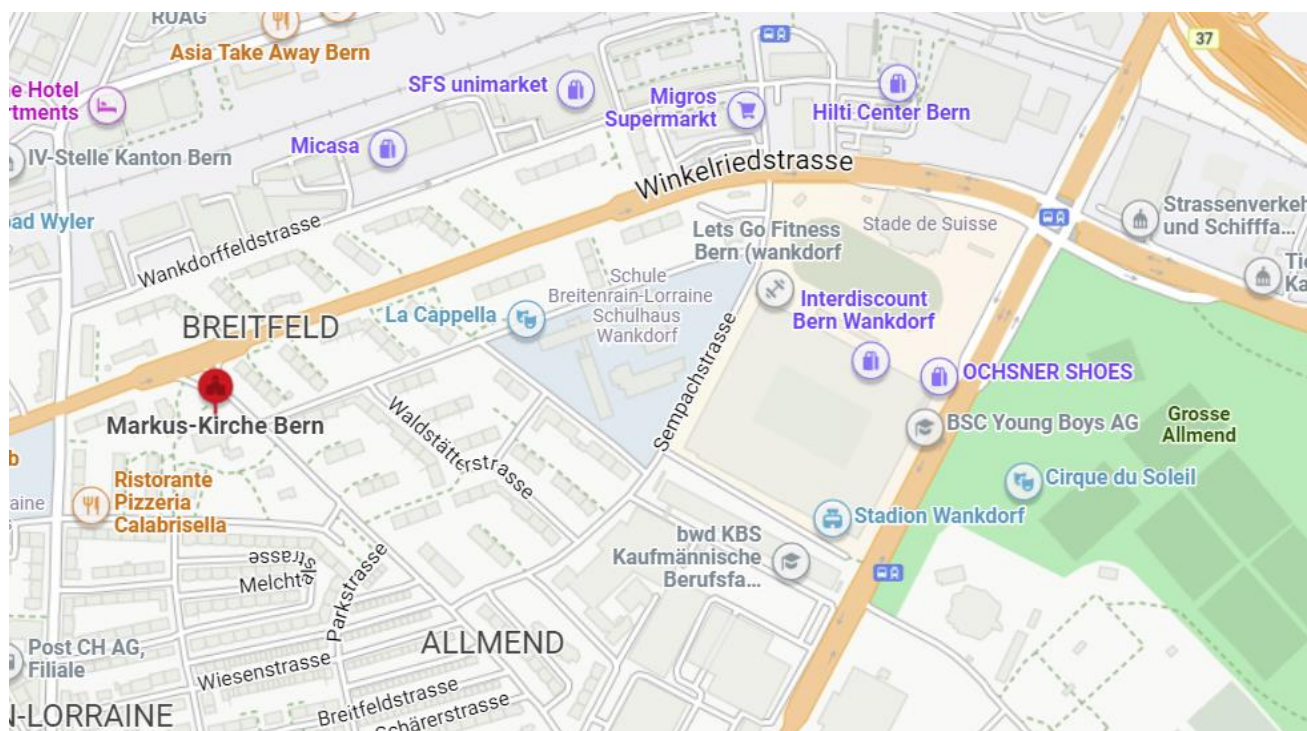 RUAG
Asia Take Away Bern
37
e Hotel
rtments
SFS unimarket
Migros
Supermarkt
Hilti Center Bern
Micasa
IV-Stelle Kanton Bern
Winkelriedstrasse
ad Wyler
Wankdorffeldstrasse
Strassenverkeh
und Schifffa...
Stade de Suisse
Lets Go Fitness
Bern (wankdorf
Tie
Ka
Schule
Breitenrain-Lorraine
Schulhaus
Wankdorf
Interdiscount
Bern Wankdorf
La Cappella
BREITFELD
OCHSNER SHOES
Markus-Kirche Bern
Waldstätterstrasse
Sempachstrasse
BSC Young Boys AG
Grosse
Allmend
b
Cirque du Soleil
Ristorante
Pizzeria
Calabrisella
aine
Stadion Wankdorf
bwd KBS
Kaufmännische
Berufsfa...
Melchtalstrasse
Parkstrasse
Post CH AG,
Filiale
ALLMEND
Wiesenstrasse
Breitfeldstrasse
N-LORRAINE
Schärerstrasse